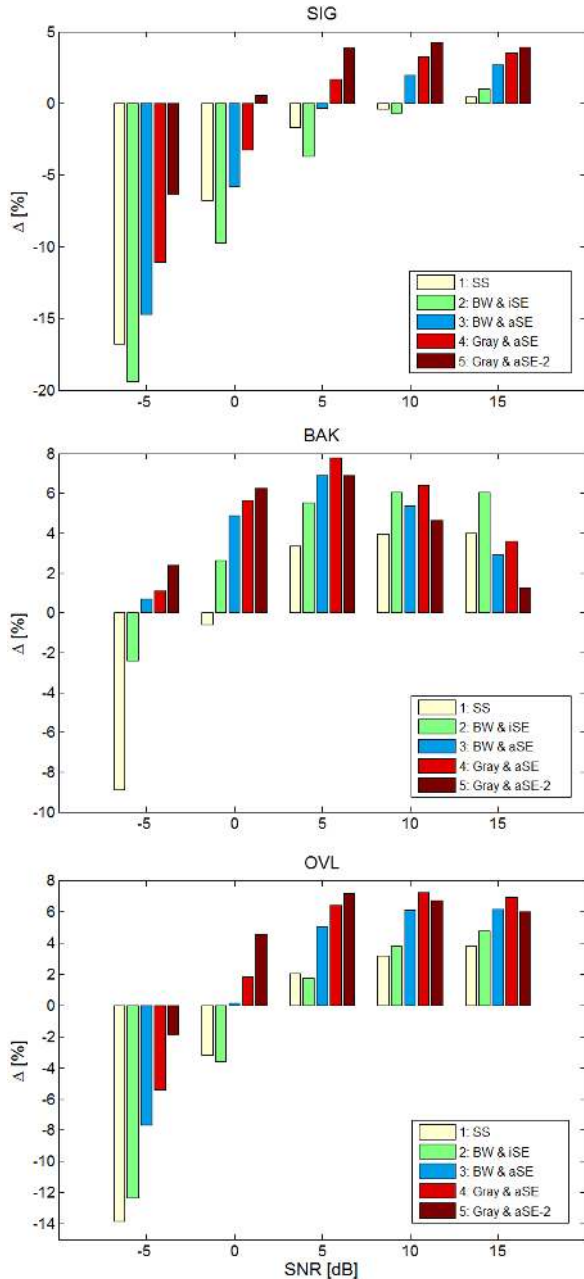 SIG
5
0
-5
-10
-15
-20
Δ [%]
1: SS
2: BW & iSE
3: BW & aSE
4: Gray & aSE
5: Gray & aSE-2
-5 0 5 10 15
BAK
8
6
4
2
0
-2
-4
-6
-8
-10
Δ [%]
1: SS
2: BW & iSE
3: BW & aSE
4: Gray & aSE
5: Gray & aSE-2
-5 0 5 10 15
OVL
8
6
4
2
0
-2
-4
-6
-8
-10
-12
-14
Δ [%]
1: SS
2: BW & iSE
3: BW & aSE
4: Gray & aSE
5: Gray & aSE-2
-5 0 5 10 15
SNR [dB]